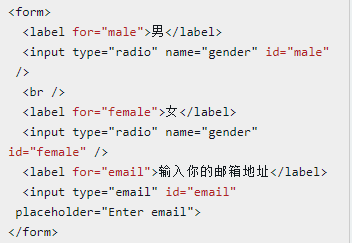 <form>
  <label for="male">男</label>
  <input type="radio" name="gender" id="male"
 />
  <br />
  <label for="female">女</label>
  <input type="radio" name="gender"
id="female" />
  <label for="email">输入你的邮箱地址</label>
  <input type="email" id="email"
 placeholder="Enter email">
</form>